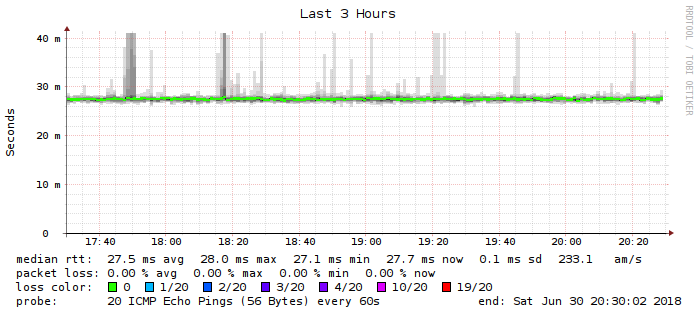 Last 3 Hours
RRDTOOL / TOBI OETIKER
Seconds
40 m
30 m
20 m
10 m
0
17:40 18:00 18:20 18:40 19:00 19:20 19:40 20:00 20:20
median rtt: 27.5 ms avg 28.0 ms max 27.1 ms min 27.7 ms now 0.1 ms sd 233.1 am/s
packet loss: 0.00 % avg 0.00 % max 0.00 % min 0.00 % now
loss color: 0 1/20 2/20 3/20 4/20 10/20 19/20
probe: 20 ICMP Echo Pings (56 Bytes) every 60s end: Sat Jun 30 20:30:02 2018